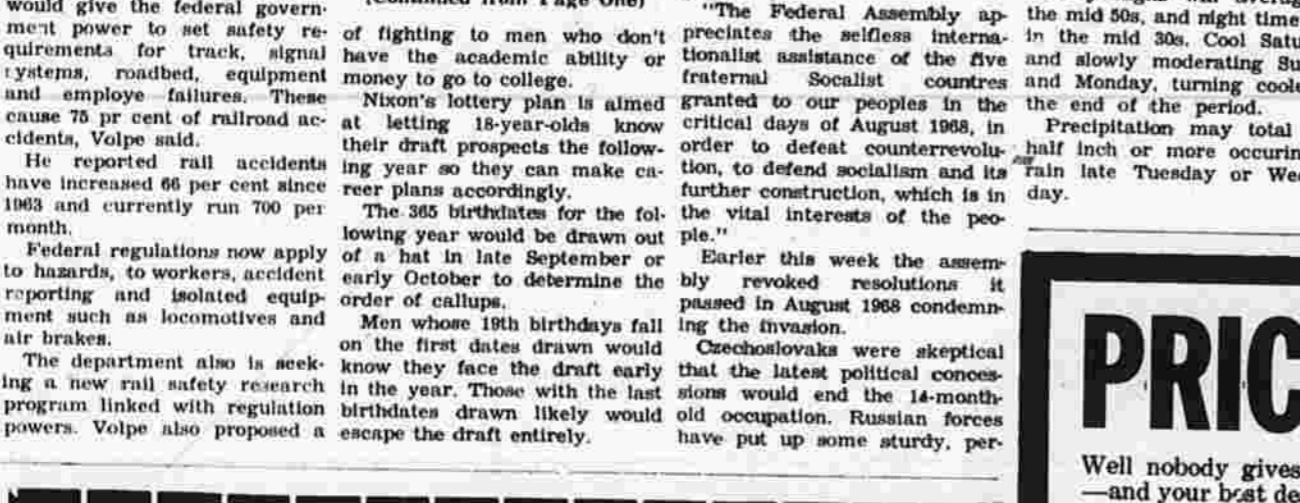 would give the federal govern-
ment power to set safety re-
quirements for track, signal
systems, roadbed, equipment
and employe failures. These
cause 75 pr cent of railroad ac-
cidents, Volpe said.
He reported rail accidents
have increased 66 per cent since
1963 and currently run 700 per
month.
Federal regulations now apply
to hazards, to workers, accident
reporting and isolated equip-
ment such as locomotives and
air brakes.
The department also is seek-
ing a new rail safety research
program linked with regulation
powers. Volpe also proposed a
(Continued from Page One)
of fighting to men who don't
have the academic ability or
money to go to college.
Nixon's lottery plan is aimed
at letting 18-year-olds know
their draft prospects the follow-
ing year so they can make ca-
reer plans accordingly.
The 365 birthdates for the fol-
lowing year would be drawn out
of a hat in late September or
early October to determine the
order of callups.
Men whose 19th birthdays fall
on the first dates drawn would
know they face the draft early
in the year. Those with the last
birthdates drawn likely would
escape the draft entirely.
"The Federal Assembly ap-
preciates the selfless interna-
tionalist assistance of the five
fraternal Socalist countres
granted to our peoples in the
critical days of August 1968, in
order to defeat counterrevolu-
tion, to defend socialism and its
further construction, which is in
the vital interests of the peo-
ple."
Earler this week the assem-
bly revoked resolutions it
passed in August 1968 condemn-
ing the invasion.
Czechoslovaks were skeptical
that the latest political conces-
sions would end the 14-month-
old occupation. Russian forces
have put up some sturdy, per-
the mid 50s, and night time
in the mid 30s. Cool Satu
and slowly moderating Su
and Monday, turning coole
the end of the period.
Precipitation may total
half inch or more occurin
rain late Tuesday or We
day.
PRIC
Well nobody gives
—and your best de